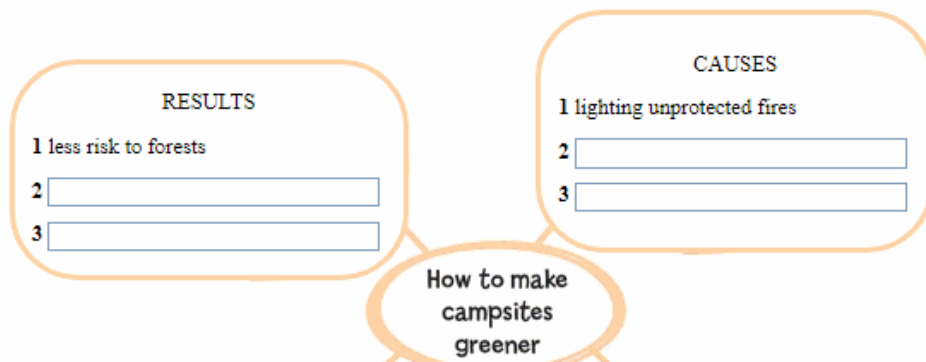 RESULTS
1 less risk to forests
2
3
CAUSES
1 lighting unprotected fires
2
3
How to make
campsites
greener